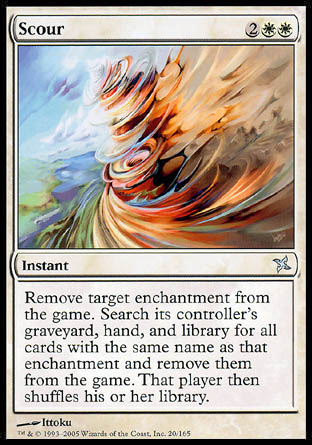 Scour 2
Instant
Remove target enchantment from
the game. Search its controller's
graveyard, hand, and library for all
cards with the same name as that
enchantment and remove them
from the game. That player then
shuffles his or her library.
Ittoku
™ & © 1993–2005 Wizards of the Coast, Inc. 20/165